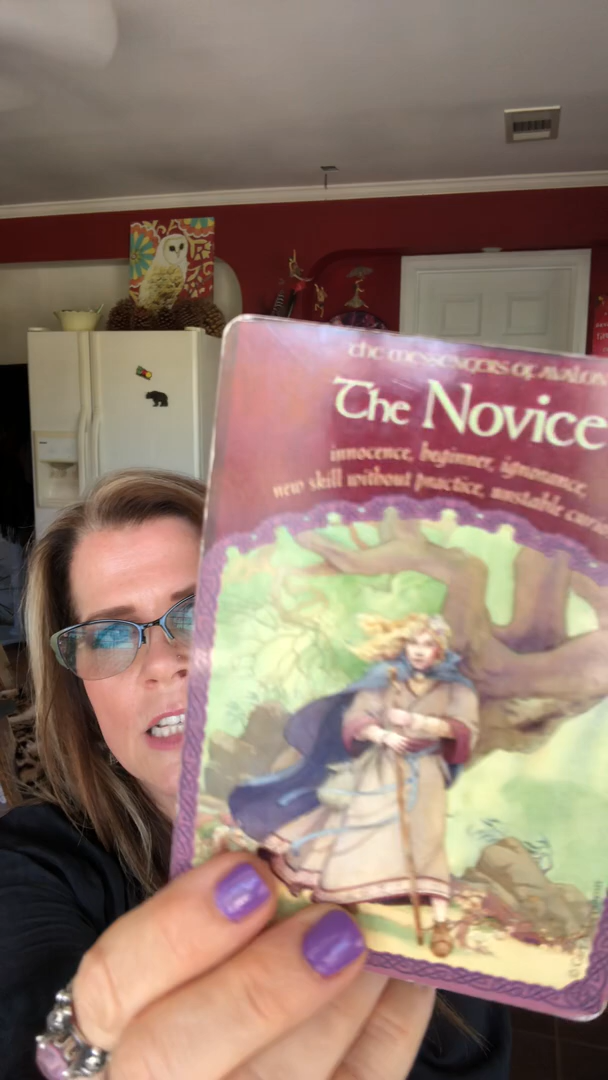 The Messengers of Avalon
The Novice
innocence, beginner, ignorance,
new skill without practice, unstable